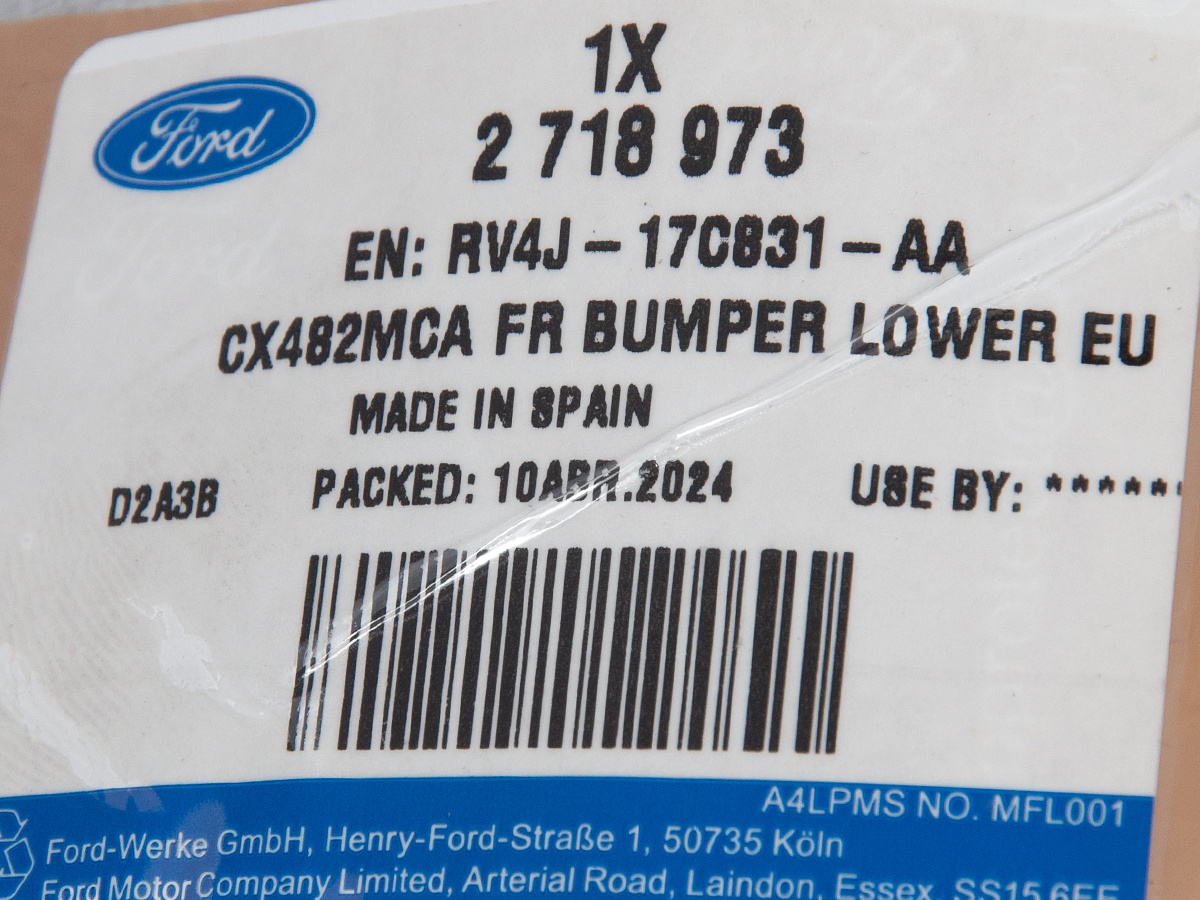 Ford
1X
2 718 973
EN: RV4J - 17C831 - AA
CX482MCA FR BUMPER LOWER EU
MADE IN SPAIN
D2A3B PACKED: 10ABR.2024 USE BY: ******
A4LPMS NO. MFL001
Ford-Werke GmbH, Henry-Ford-Straße 1, 50735 Köln
Ford Motor Company Limited, Arterial Road, Laindon, Essex, SS15 6EE